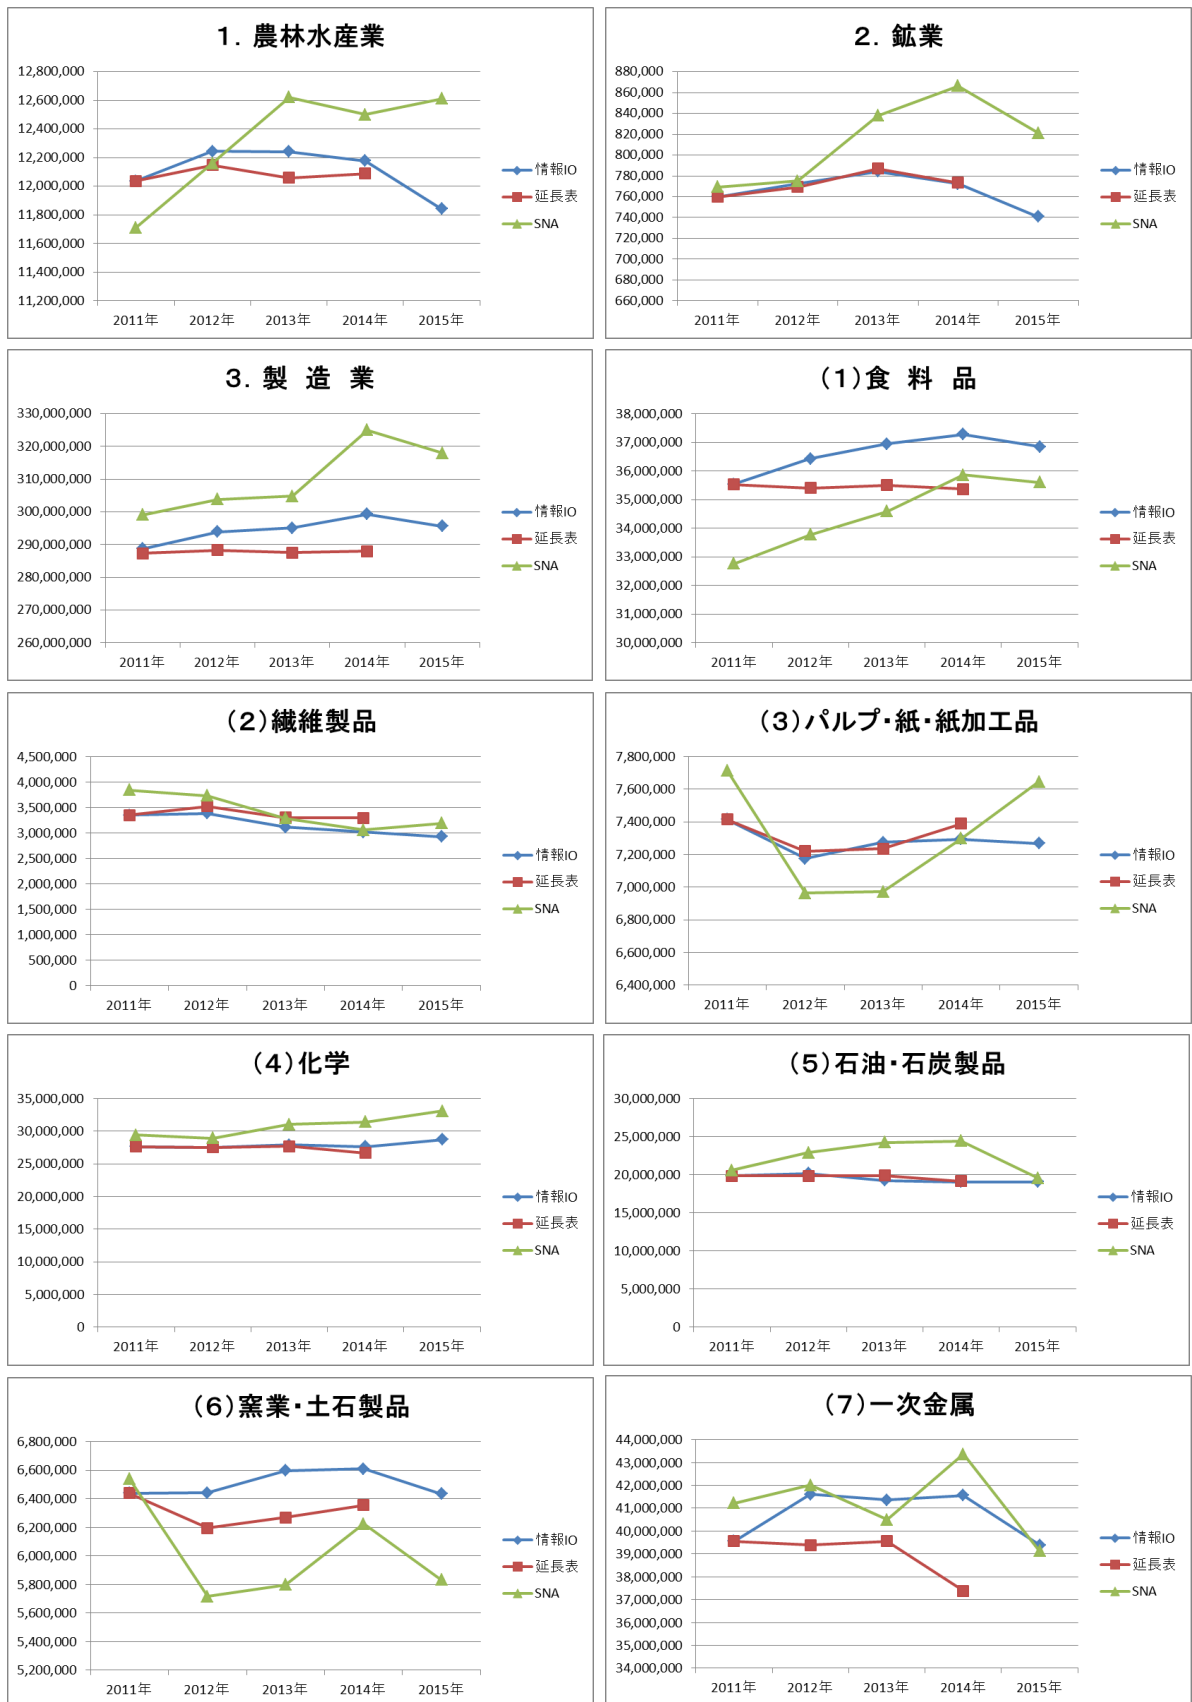 １．農林水産業
12,800,000
12,600,000
12,400,000
12,200,000
12,000,000
11,800,000
11,600,000
11,400,000
11,200,000
2011年 2012年 2013年 2014年 2015年
情報IO
延長表
SNA
２．鉱業
880,000
860,000
840,000
820,000
800,000
780,000
760,000
740,000
720,000
700,000
680,000
660,000
2011年 2012年 2013年 2014年 2015年
情報IO
延長表
SNA
３．製　造　業
330,000,000
320,000,000
310,000,000
300,000,000
290,000,000
280,000,000
270,000,000
260,000,000
2011年 2012年 2013年 2014年 2015年
情報IO
延長表
SNA
（１）食　料　品
38,000,000
37,000,000
36,000,000
35,000,000
34,000,000
33,000,000
32,000,000
31,000,000
30,000,000
2011年 2012年 2013年 2014年 2015年
情報IO
延長表
SNA
（２）繊維製品
4,500,000
4,000,000
3,500,000
3,000,000
2,500,000
2,000,000
1,500,000
1,000,000
500,000
0
2011年 2012年 2013年 2014年 2015年
情報IO
延長表
SNA
（３）パルプ・紙・紙加工品
7,800,000
7,600,000
7,400,000
7,200,000
7,000,000
6,800,000
6,600,000
6,400,000
2011年 2012年 2013年 2014年 2015年
情報IO
延長表
SNA
（４）化学
35,000,000
30,000,000
25,000,000
20,000,000
15,000,000
10,000,000
5,000,000
0
2011年 2012年 2013年 2014年 2015年
情報IO
延長表
SNA
（５）石油・石炭製品
30,000,000
25,000,000
20,000,000
15,000,000
10,000,000
5,000,000
0
2011年 2012年 2013年 2014年 2015年
情報IO
延長表
SNA
（６）窯業・土石製品
6,800,000
6,600,000
6,400,000
6,200,000
6,000,000
5,800,000
5,600,000
5,400,000
5,200,000
2011年 2012年 2013年 2014年 2015年
情報IO
延長表
SNA
（７）一次金属
44,000,000
43,000,000
42,000,000
41,000,000
40,000,000
39,000,000
38,000,000
37,000,000
36,000,000
35,000,000
34,000,000
2011年 2012年 2013年 2014年 2015年
情報IO
延長表
SNA